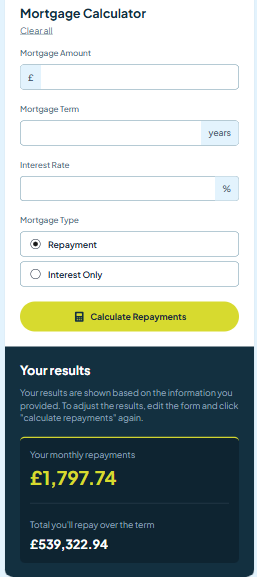 Mortgage Calculator
Clear all
Mortgage Amount
£
Mortgage Term
years
Interest Rate
%
Mortgage Type
Repayment
Interest Only
Calculate Repayments
Your results
Your results are shown based on the information you
provided. To adjust the results, edit the form and click
"calculate repayments" again.
Your monthly repayments
£1,797.74
Total you'll repay over the term
£539,322.94